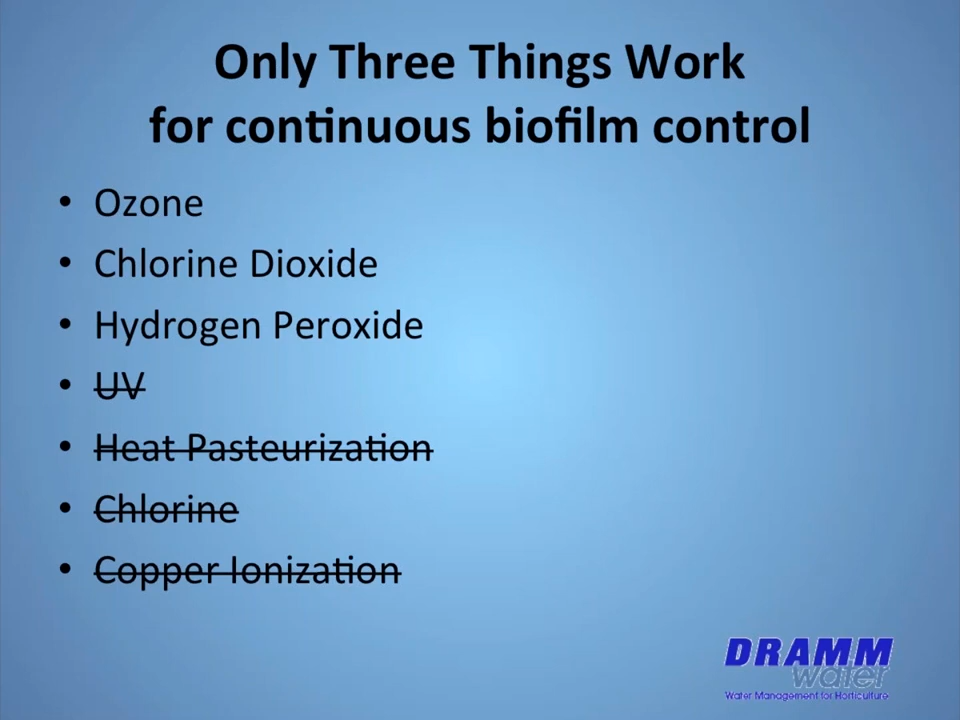 Only Three Things Work
for continuous biofilm control
• Ozone
• Chlorine Dioxide
• Hydrogen Peroxide
• UV
• Heat Pasteurization
• Chlorine
• Copper Ionization
DRAMM
water
Water Management for Horticulture